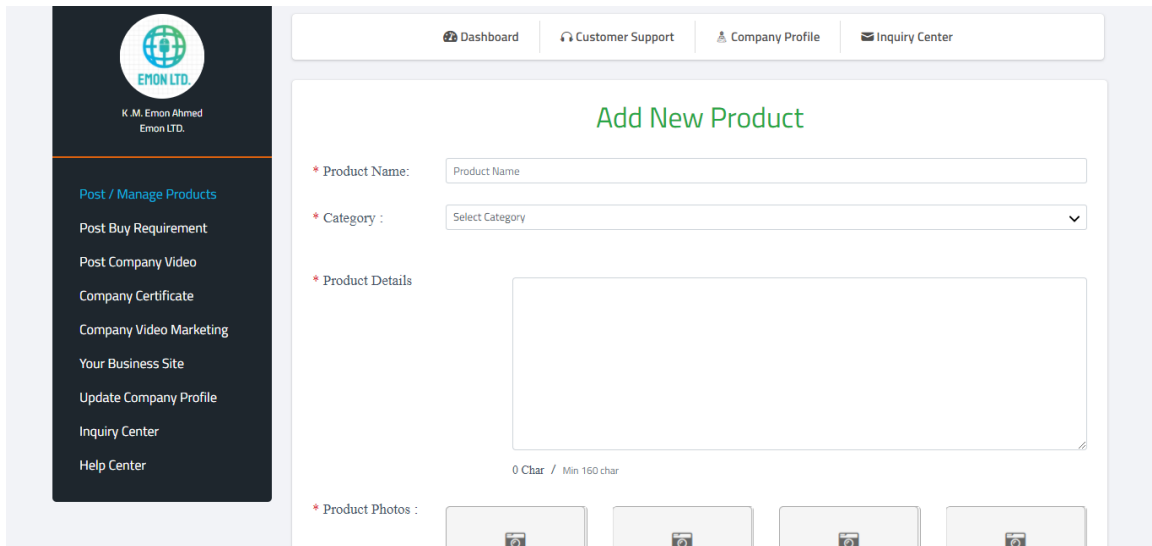 EMON LTD.
K .M. Emon Ahmed
Emon LTD.
Post / Manage Products
Post Buy Requirement
Post Company Video
Company Certificate
Company Video Marketing
Your Business Site
Update Company Profile
Inquiry Center
Help Center
Dashboard
Customer Support
Company Profile
Inquiry Center
Add New Product
* Product Name:
Product Name
* Category :
Select Category
* Product Details
0 Char / Min 160 char
* Product Photos :